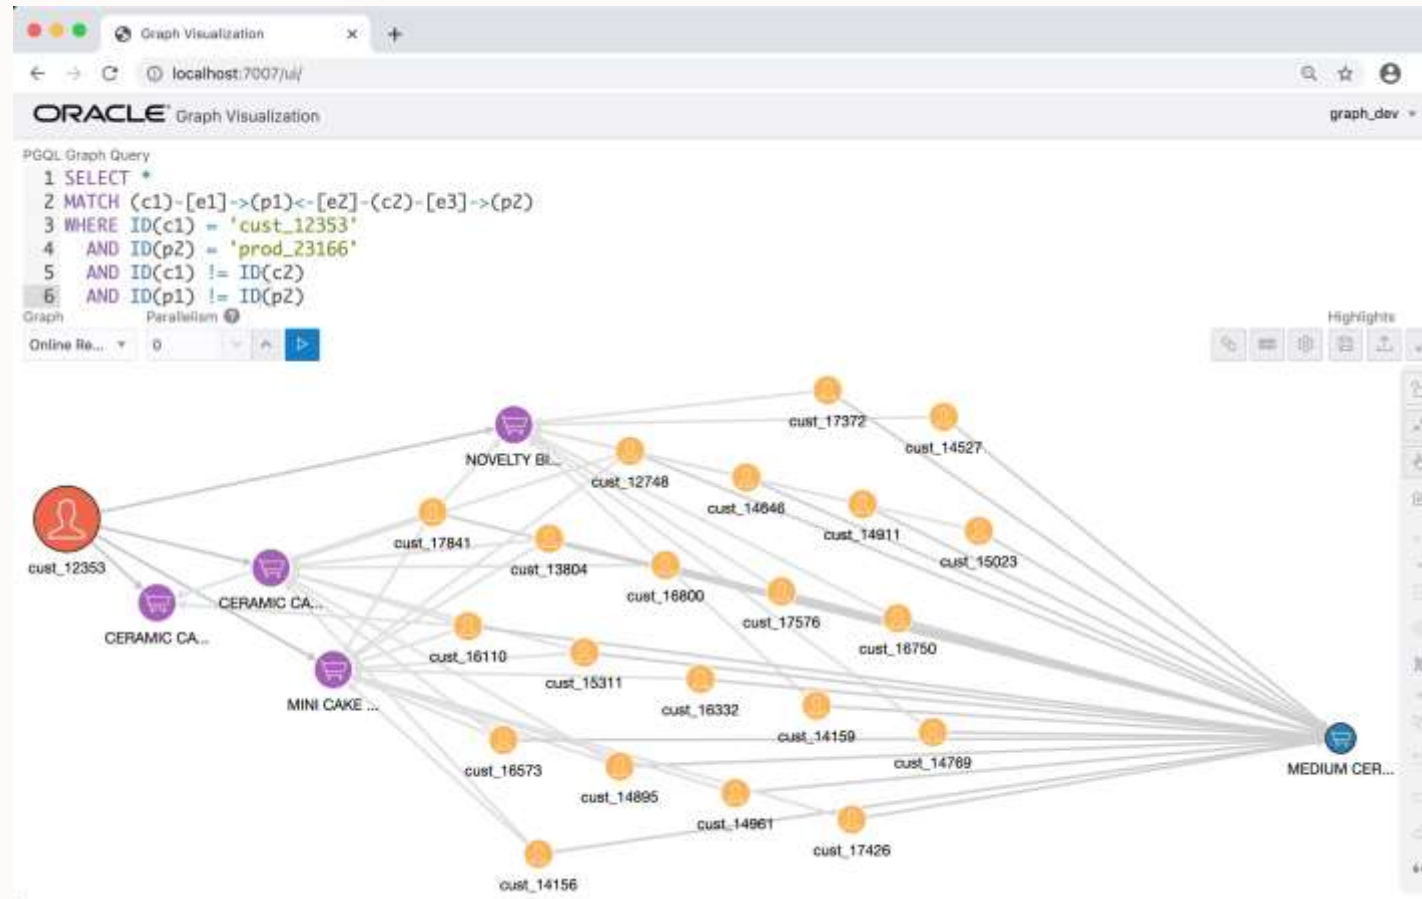 Graph Visualization
localhost:7007/ui/
ORACLE Graph Visualization
graph_dev
PGQL Graph Query
1 SELECT *
2 MATCH (c1)-[e1]->(p1)<-[e2]-(c2)-[e3]->(p2)
3 WHERE ID(c1) = 'cust_12353'
4 AND ID(p2) = 'prod_23166'
5 AND ID(c1) != ID(c2)
6 AND ID(p1) != ID(p2)
Graph
Parallelism
Highlights
Online Re...
0
cust_17372
cust_14527
NOVELTY BI...
cust_12748
cust_14646
cust_14911
cust_15023
cust_17841
cust_13804
cust_12353
cust_16800
CERAMIC CA...
cust_17576
CERAMIC CA...
cust_16750
cust_16110
cust_15311
MINI CAKE ...
cust_16332
cust_14159
cust_14769
MEDIUM CER...
cust_16573
cust_14895
cust_14961
cust_17426
cust_14156